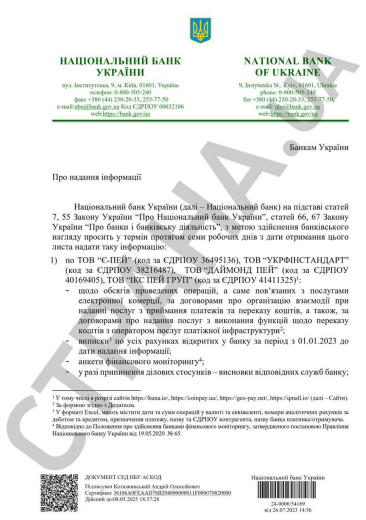 НАЦІОНАЛЬНИЙ БАНК
УКРАЇНИ
вул. Інститутська, 9, м. Київ, 01601, Україна
телефон: 0-800-505-240
факс: +380 (44) 230-20-33, 253-77-50
e-mail:nbu@bank.gov.ua Код ЄДРПОУ 00032106
web:https://bank.gov.ua
NATIONAL BANK
OF UKRAINE
9, Instytutska St., Kyiv, 01601, Ukraine
phone: 0-800-505-240
fax: +380 (44) 230-20-33, 253-77-50,
e-mail: nbu@bank.gov.ua
web:https://bank.gov.ua
Банкам України
Про надання інформації
Національний банк України (далі – Національний банк) на підставі статей
7, 55 Закону України “Про Національний банк України”, статей 66, 67 Закону
України “Про банки і банківську діяльність”, з метою здійснення банківського
нагляду просить у термін протягом семи робочих днів з дати отримання цього
листа надати таку інформацію:
1) по ТОВ “Є-ПЕЙ” (код за ЄДРПОУ 36495136), ТОВ “УКРФІНСТАНДАРТ”
(код за ЄДРПОУ 38216487), ТОВ “ДАЙМОНД ПЕЙ” (код за ЄДРПОУ
40169405), ТОВ “ІКС ПЕЙ ГРУП” (код за ЄДРПОУ 41411325)¹:
- щодо обсягів проведених операцій, а саме пов’язаних з послугами
електронної комерції, за договорами про організацію взаємодії при
наданні послуг з приймання платежів та переказу коштів, а також, за
договорами про надання послуг з виконання функцій щодо переказу
коштів з оператором послуг платіжної інфраструктури²;
- виписки³ по усіх рахунках відкритих у банку за період з 01.01.2023 до
дати надання інформації;
- анкети фінансового моніторингу⁴;
- у разі припинення ділових стосунків – висновки відповідних служб банку;
¹ У тому числі в розрізі сайтів https://kuna.io/, https://coinpay.ua/, https://geo-pay.net/, https://qmall.io/ (далі – Сайти).
² За формою згідно з Додатком.
³ У форматі Excel, мають містити дати та суми операцій у валюті та еквіваленті, номери аналітичних рахунків за
дебетом та кредитом, призначення платежу, назву та ЄДРПОУ контрагента, назву банка платника/отримувача.
⁴ Відповідно до Положення про здійснення банками фінансового моніторингу, затвердженого постановою Правління
Національного банку України від 19.05.2020 № 65.
ДОКУМЕНТ СЕД НБУ АСКОД
Підписувач Котюжинський Андрій Олексійович
Дійсний до:08.05.2025 18:37:28
Національний банк України
24-0006/54169
від 26.07.2023 14:56
СТРАНА.UA